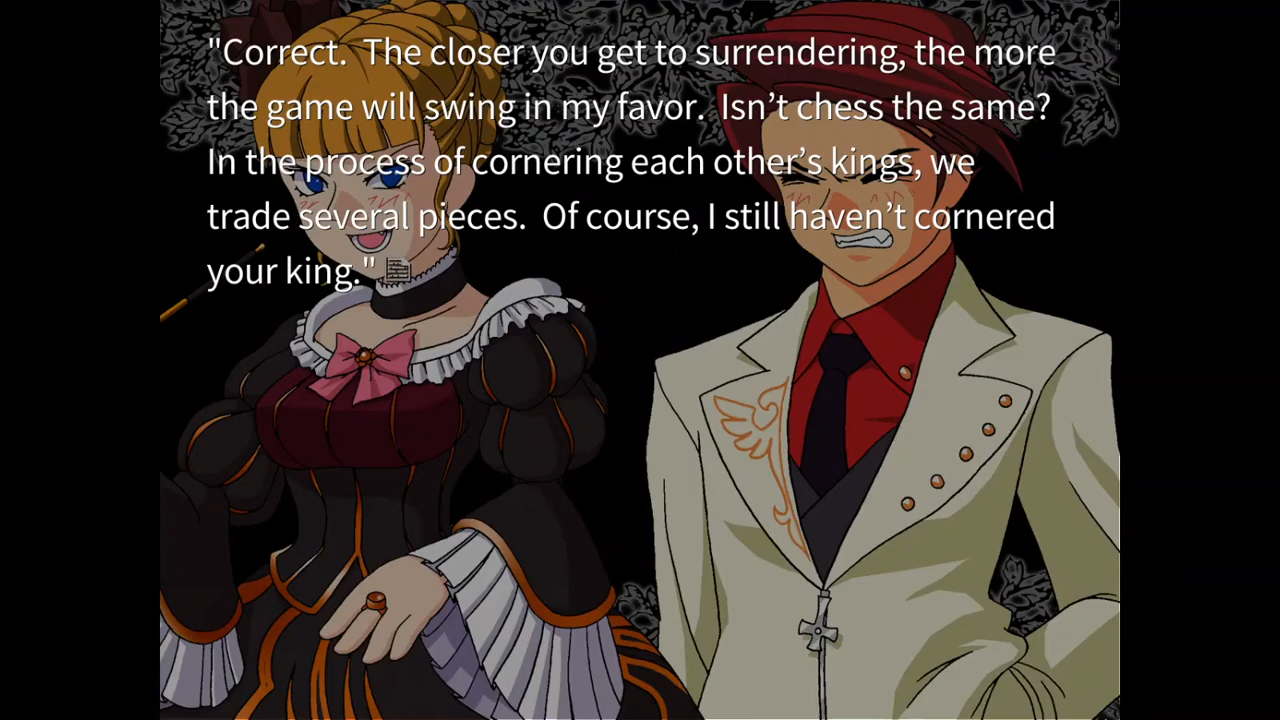 "Correct.  The closer you get to surrendering, the more
the game will swing in my favor.  Isn’t chess the same?
In the process of cornering each other’s kings, we
trade several pieces.  Of course, I still haven’t cornered
your king."